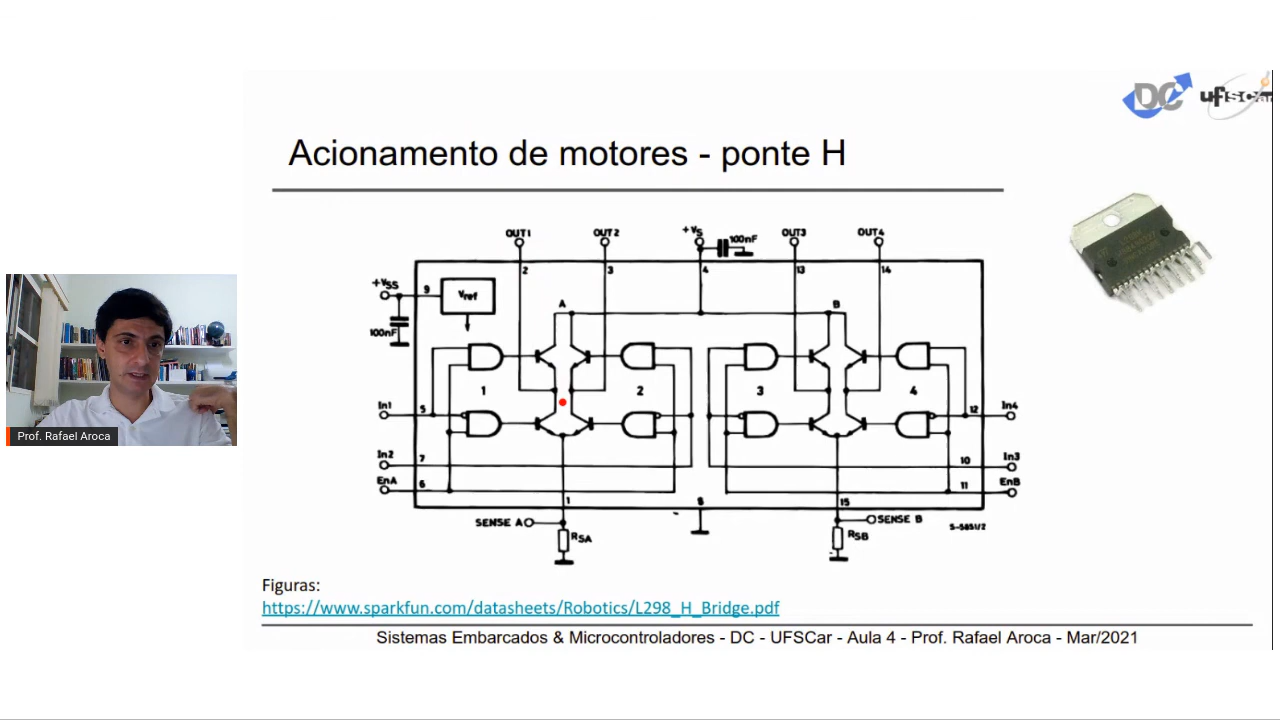 DC ufscar
Acionamento de motores - ponte H
OUT1 OUT2 +Vs 100nF OUT3 OUT4
2 3 4 13 14
+Vss 9 Vref A B
100nF
1 2 3 4
In1 5 12 In4
In2 7 10 In3
EnA 6 11 EnB
1 8 15
SENSE A SENSE B S-5851/2
RSA RSB
Prof. Rafael Aroca
Figuras:
https://www.sparkfun.com/datasheets/Robotics/L298_H_Bridge.pdf
Sistemas Embarcados & Microcontroladores - DC - UFSCar - Aula 4 - Prof. Rafael Aroca - Mar/2021